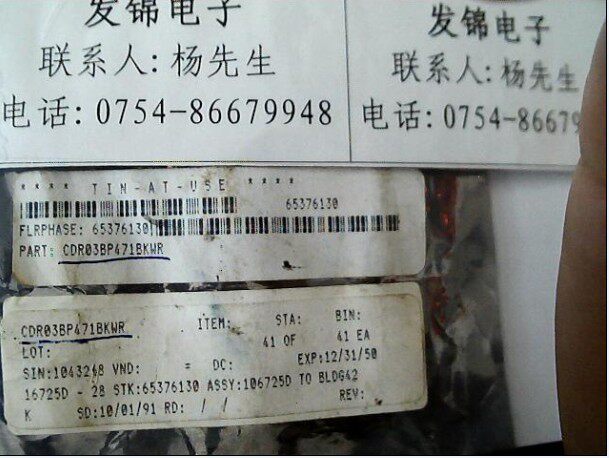 发锦电子
联系人: 杨先生
电话: 0754-86679948
发锦电子
联系人: 杨先生
电话: 0754-86679
**** TIN-AT-USE ****
65376130
FLRPHASE: 65376130
PART: CDR03BP471BKWR
CDR03BP471BKWR ITEM: STA: BIN:
LOT: 41 OF 41 EA
SIN:1043248 VND: = DC: EXP:12/31/50
16725D - 28 STK:65376130 ASSY:106725D TO BLDG42
K SD:10/01/91 RD: / / REV: